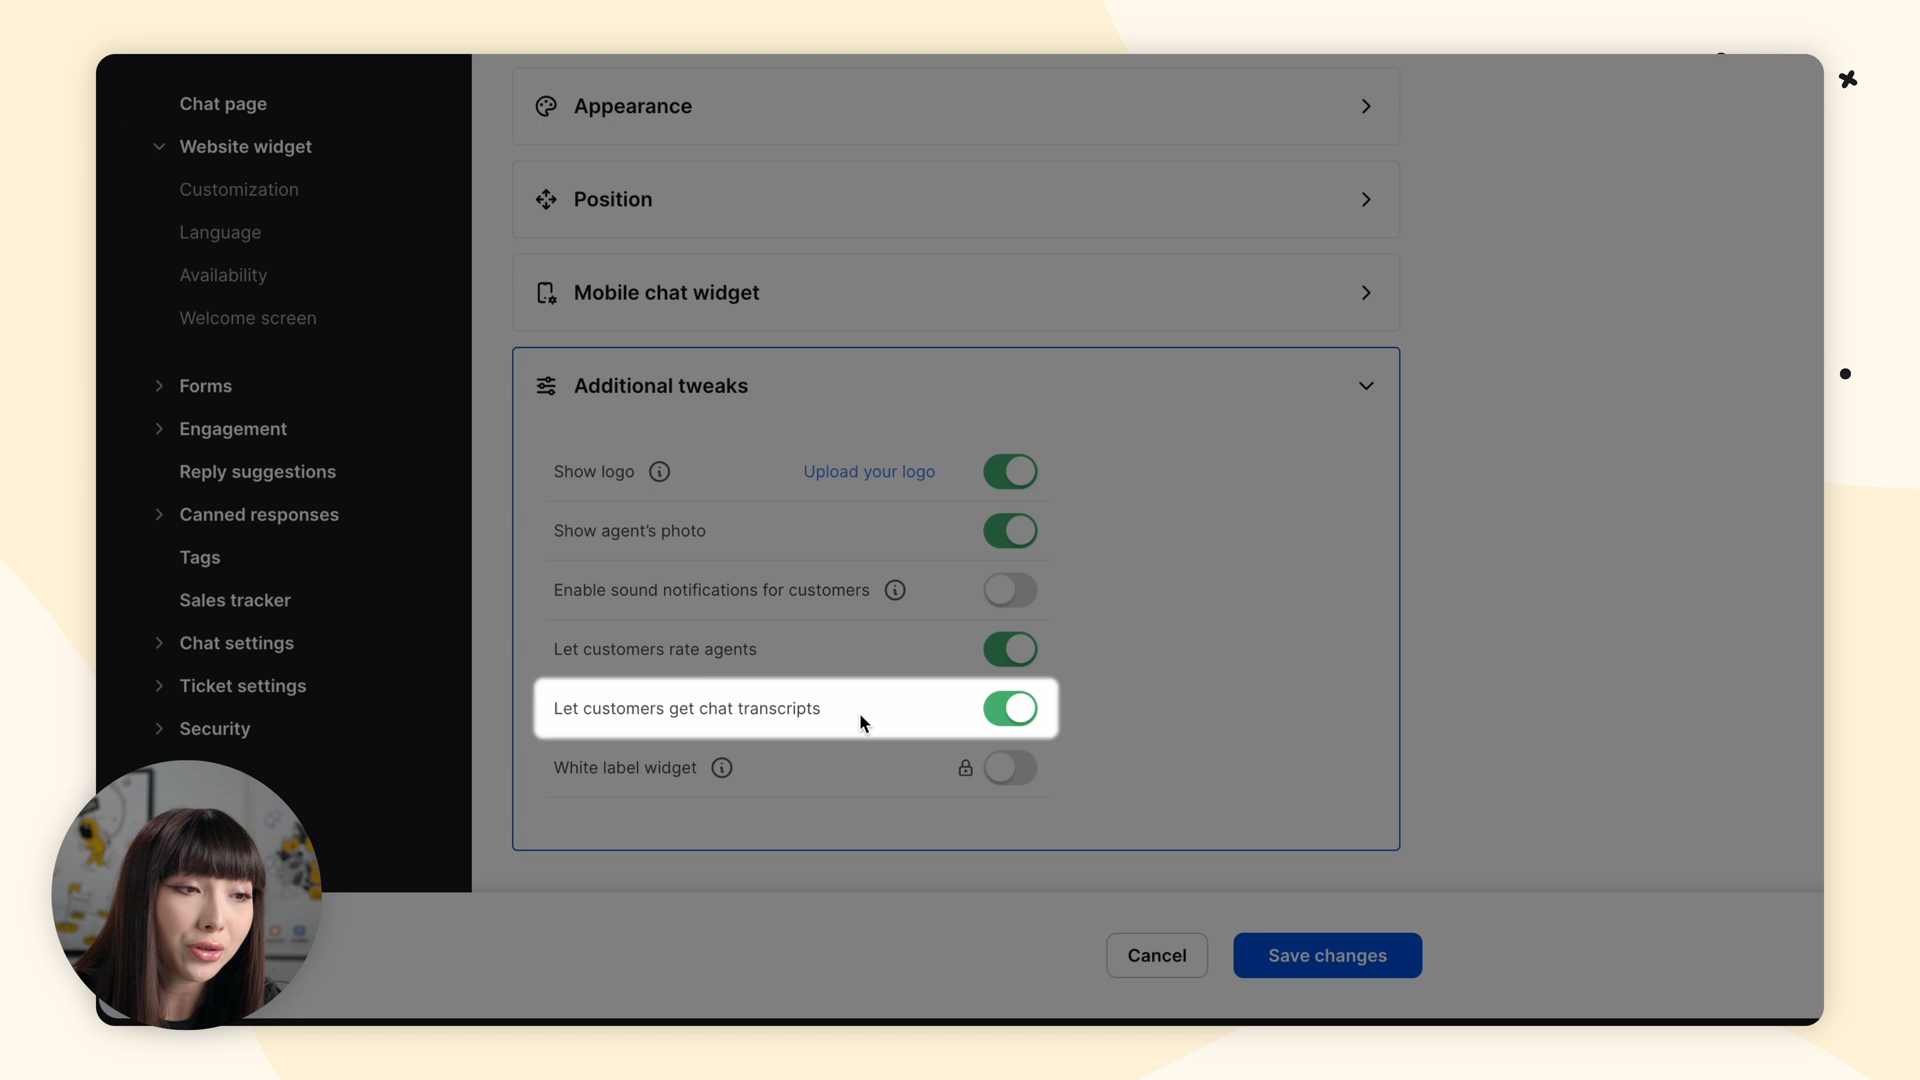 Chat page
Website widget
Customization
Language
Availability
Welcome screen
Forms
Engagement
Reply suggestions
Canned responses
Tags
Sales tracker
Chat settings
Ticket settings
Security
Appearance
Position
Mobile chat widget
Additional tweaks
Show logo Upload your logo
Show agent’s photo
Enable sound notifications for customers
Let customers rate agents
Let customers get chat transcripts
White label widget
Cancel Save changes